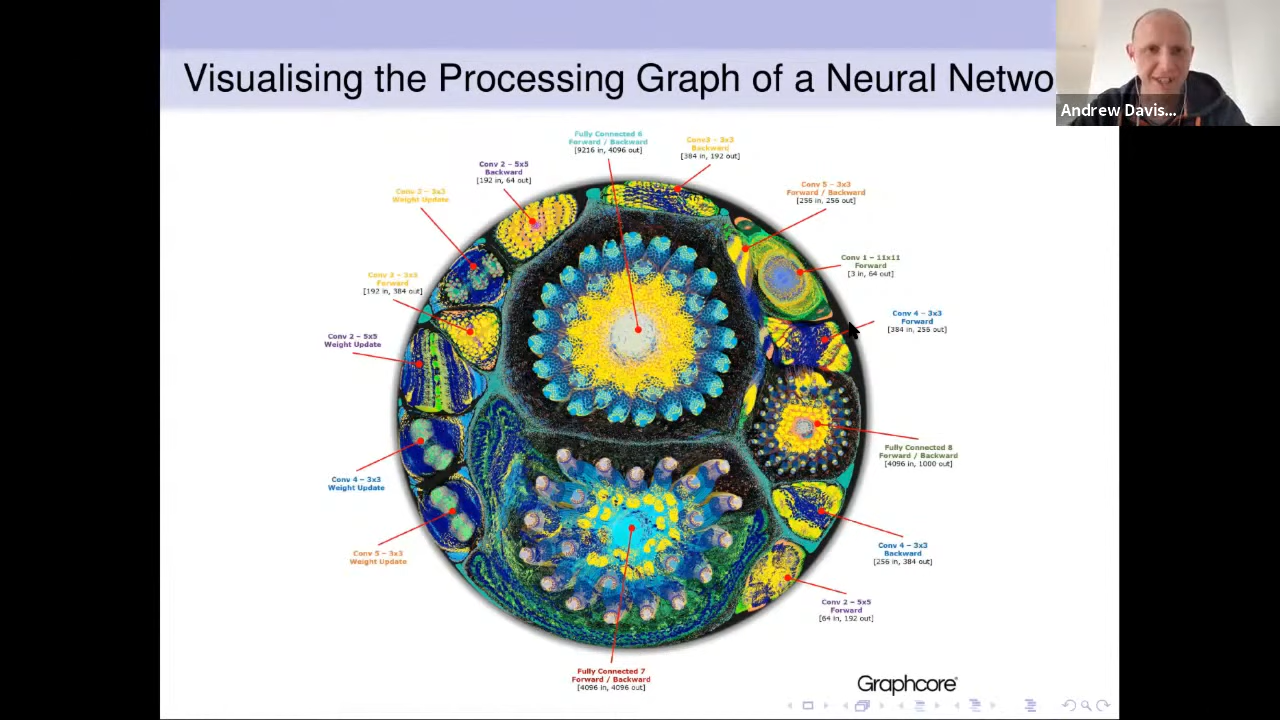 Visualising the Processing Graph of a Neural Netwo
Andrew Davis...
Fully Connected 6
Forward / Backward
[9216 in, 4096 out]
Conv3 - 3x3
Backward
[384 in, 192 out]
Conv 2 - 5x5
Backward
[192 in, 64 out]
Conv 5 - 3x3
Forward / Backward
[256 in, 256 out]
Conv 3 - 3x3
Weight Update
Conv 1 - 11x11
Forward
[3 in, 64 out]
Conv 3 - 3x3
Forward
[192 in, 384 out]
Conv 4 - 3x3
Forward
[384 in, 256 out]
Conv 2 - 5x5
Weight Update
Fully Connected 8
Forward / Backward
[4096 in, 1000 out]
Conv 4 - 3x3
Weight Update
Conv 4 - 3x3
Backward
[256 in, 384 out]
Conv 5 - 3x3
Weight Update
Conv 2 - 5x5
Forward
[64 in, 192 out]
Fully Connected 7
Forward / Backward
[4096 in, 4096 out]
Graphcore